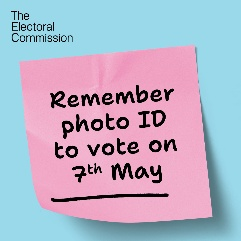 The
Electoral
Commission
Remember
photo ID
to vote on
7th May